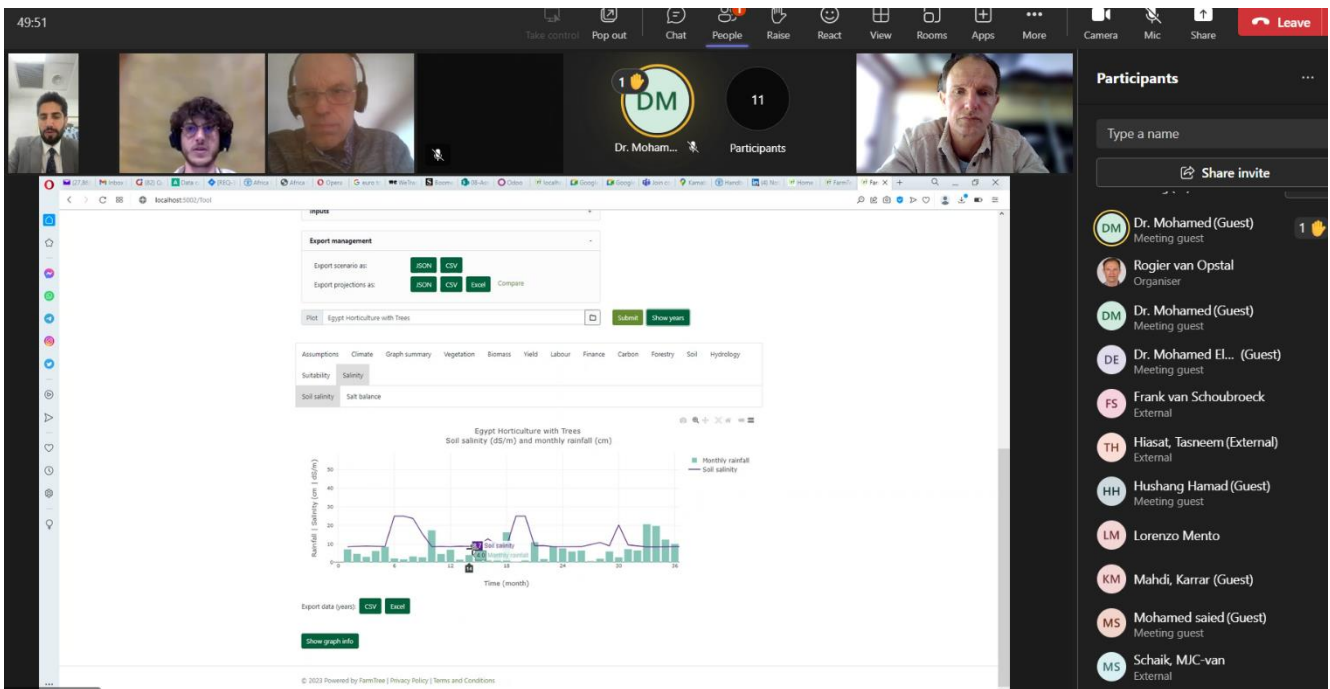 49:51
Take control
Pop out
Chat
People
Raise
React
View
Rooms
Apps
More
Camera
Mic
Share
Leave
1
DM
Dr. Moham...
11
Participants
localhost:5002/Tool
Inputs
Export management
Export scenario as: JSON CSV
Export projections as: JSON CSV Excel Compare
Plot Egypt Horticulture with Trees Submit Show years
Assumptions Climate Graph summary Vegetation Biomass Yield Labour Finance Carbon Forestry Soil Hydrology
Suitability Salinity
Soil salinity Salt balance
Egypt Horticulture with Trees
Soil salinity (dS/m) and monthly rainfall (cm)
Monthly rainfall
Soil salinity
Rainfall | Salinity (cm | dS/m)
50
40
30
20
10
0
Soil salinity
Monthly rainfall
0 6 12 14 18 24 30 36
Time (month)
Export data (years): CSV Excel
Show graph info
© 2023 Powered by FarmTree | Privacy Policy | Terms and Conditions
Participants
Type a name
Share invite
DM Dr. Mohamed (Guest) 1
Meeting guest
Rogier van Opstal
Organiser
DM Dr. Mohamed (Guest)
Meeting guest
DE Dr. Mohamed El... (Guest)
Meeting guest
FS Frank van Schoubroeck
External
TH Hiasat, Tasneem (External)
External
HH Hushang Hamad (Guest)
Meeting guest
LM Lorenzo Mento
KM Mahdi, Karrar (Guest)
MS Mohamed saied (Guest)
Meeting guest
MS Schaik, MJC-van
External